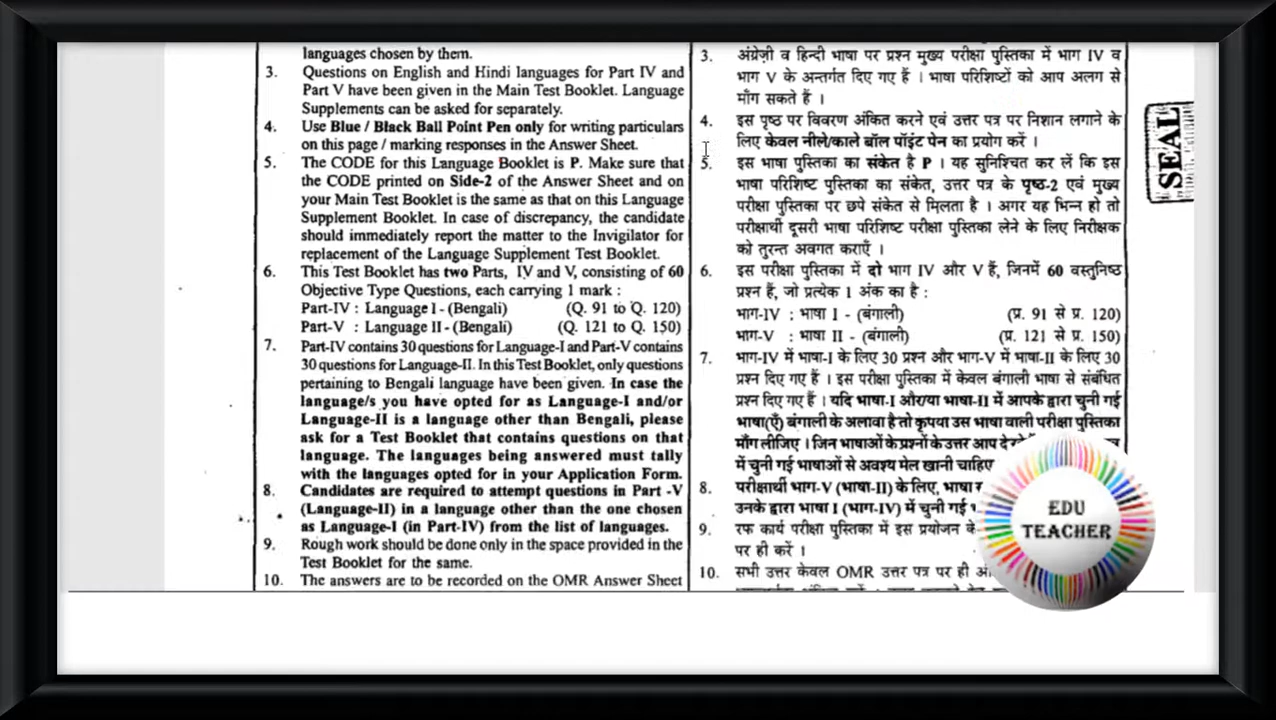 languages chosen by them.
3. Questions on English and Hindi languages for Part IV and
Part V have been given in the Main Test Booklet. Language
Supplements can be asked for separately.
4. Use Blue / Black Ball Point Pen only for writing particulars
on this page / marking responses in the Answer Sheet.
5. The CODE for this Language Booklet is P. Make sure that
the CODE printed on Side-2 of the Answer Sheet and on
your Main Test Booklet is the same as that on this Language
Supplement Booklet. In case of discrepancy, the candidate
should immediately report the matter to the Invigilator for
replacement of the Language Supplement Test Booklet.
6. This Test Booklet has two Parts, IV and V, consisting of 60
Objective Type Questions, each carrying 1 mark :
Part-IV : Language I - (Bengali) (Q. 91 to Q. 120)
Part-V : Language II - (Bengali) (Q. 121 to Q. 150)
7. Part-IV contains 30 questions for Language-I and Part-V contains
30 questions for Language-II. In this Test Booklet, only questions
pertaining to Bengali language have been given. In case the
language/s you have opted for as Language-I and/or
Language-II is a language other than Bengali, please
ask for a Test Booklet that contains questions on that
language. The languages being answered must tally
with the languages opted for in your Application Form.
8. Candidates are required to attempt questions in Part -V
(Language-II) in a language other than the one chosen
as Language-I (in Part-IV) from the list of languages.
9. Rough work should be done only in the space provided in the
Test Booklet for the same.
10. The answers are to be recorded on the OMR Answer Sheet
3. अंग्रेज़ी व हिन्दी भाषा पर प्रश्न मुख्य परीक्षा पुस्तिका में भाग IV व
भाग V के अन्तर्गत दिए गए हैं । भाषा परिशिष्टों को आप अलग से
माँग सकते हैं ।
4. इस पृष्ठ पर विवरण अंकित करने एवं उत्तर पत्र पर निशान लगाने के
लिए केवल नीले/काले बॉल पॉइंट पेन का प्रयोग करें ।
5. इस भाषा पुस्तिका का संकेत है P । यह सुनिश्चित कर लें कि इस
भाषा परिशिष्ट पुस्तिका का संकेत, उत्तर पत्र के पृष्ठ-2 एवं मुख्य
परीक्षा पुस्तिका पर छपे संकेत से मिलता है । अगर यह भिन्न हो तो
परीक्षार्थी दूसरी भाषा परिशिष्ट परीक्षा पुस्तिका लेने के लिए निरीक्षक
को तुरन्त अवगत कराएँ ।
6. इस परीक्षा पुस्तिका में दो भाग IV और V हैं, जिनमें 60 वस्तुनिष्ठ
प्रश्न हैं, जो प्रत्येक 1 अंक का है :
भाग-IV : भाषा I - (बंगाली) (प्र. 91 से प्र. 120)
भाग-V : भाषा II - (बंगाली) (प्र. 121 से प्र. 150)
7. भाग-IV में भाषा-I के लिए 30 प्रश्न और भाग-V में भाषा-II के लिए 30
प्रश्न दिए गए हैं । इस परीक्षा पुस्तिका में केवल बंगाली भाषा से संबंधित
प्रश्न दिए गए हैं । यदि भाषा-I और/या भाषा-II में आपके द्वारा चुनी गई
भाषा(एँ) बंगाली के अलावा है तो कृपया उस भाषा वाली परीक्षा पुस्तिका
माँग लीजिए । जिन भाषाओं के प्रश्नों के उत्तर आप दे
में चुनी गई भाषाओं से अवश्य मेल खानी चाहिए
8. परीक्षार्थी भाग-V (भाषा-II) के लिए, भाषा
उनके द्वारा भाषा I (भाग-IV) में चुनी गई
9. रफ कार्य परीक्षा पुस्तिका में इस प्रयोजन के
पर ही करें ।
10. सभी उत्तर केवल OMR उत्तर पत्र पर ही
SEAL
EDU
TEACHER